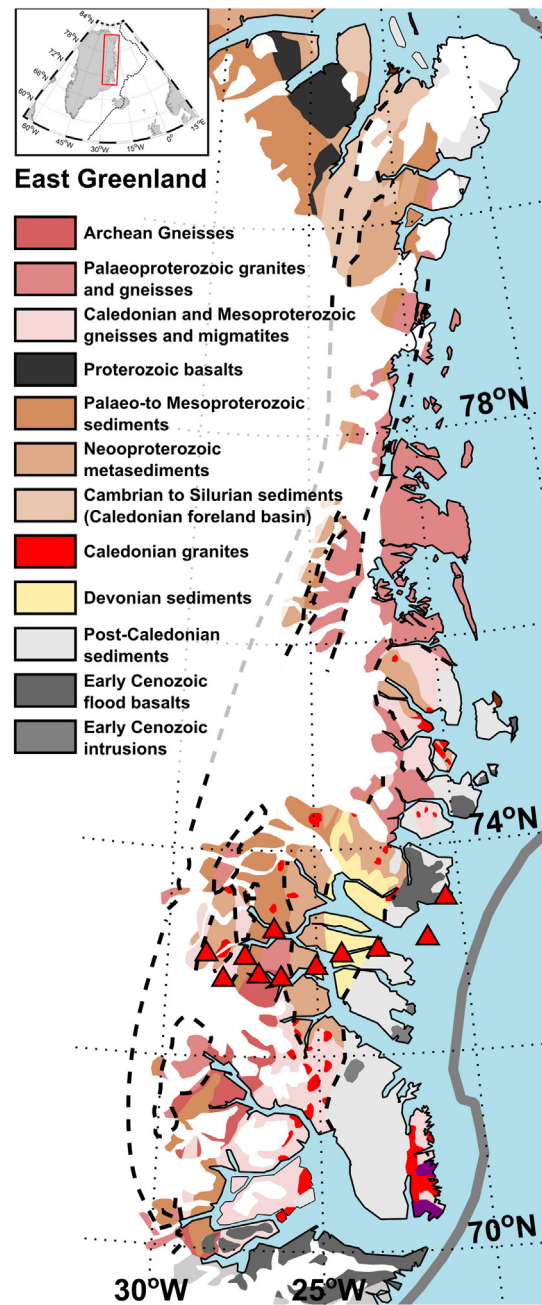 84°N
78°N
72°N
66°N
60°N
60°W
45°W
30°W
15°W
0°
15°E
East Greenland
Archean Gneisses
Palaeoproterozoic granites
and gneisses
Caledonian and Mesoproterozoic
gneisses and migmatites
Proterozoic basalts
Palaeo-to Mesoproterozoic
sediments
Neooproterozoic
metasediments
Cambrian to Silurian sediments
(Caledonian foreland basin)
Caledonian granites
Devonian sediments
Post-Caledonian
sediments
Early Cenozoic
flood basalts
Early Cenozoic
intrusions
78°N
74°N
70°N
30°W
25°W